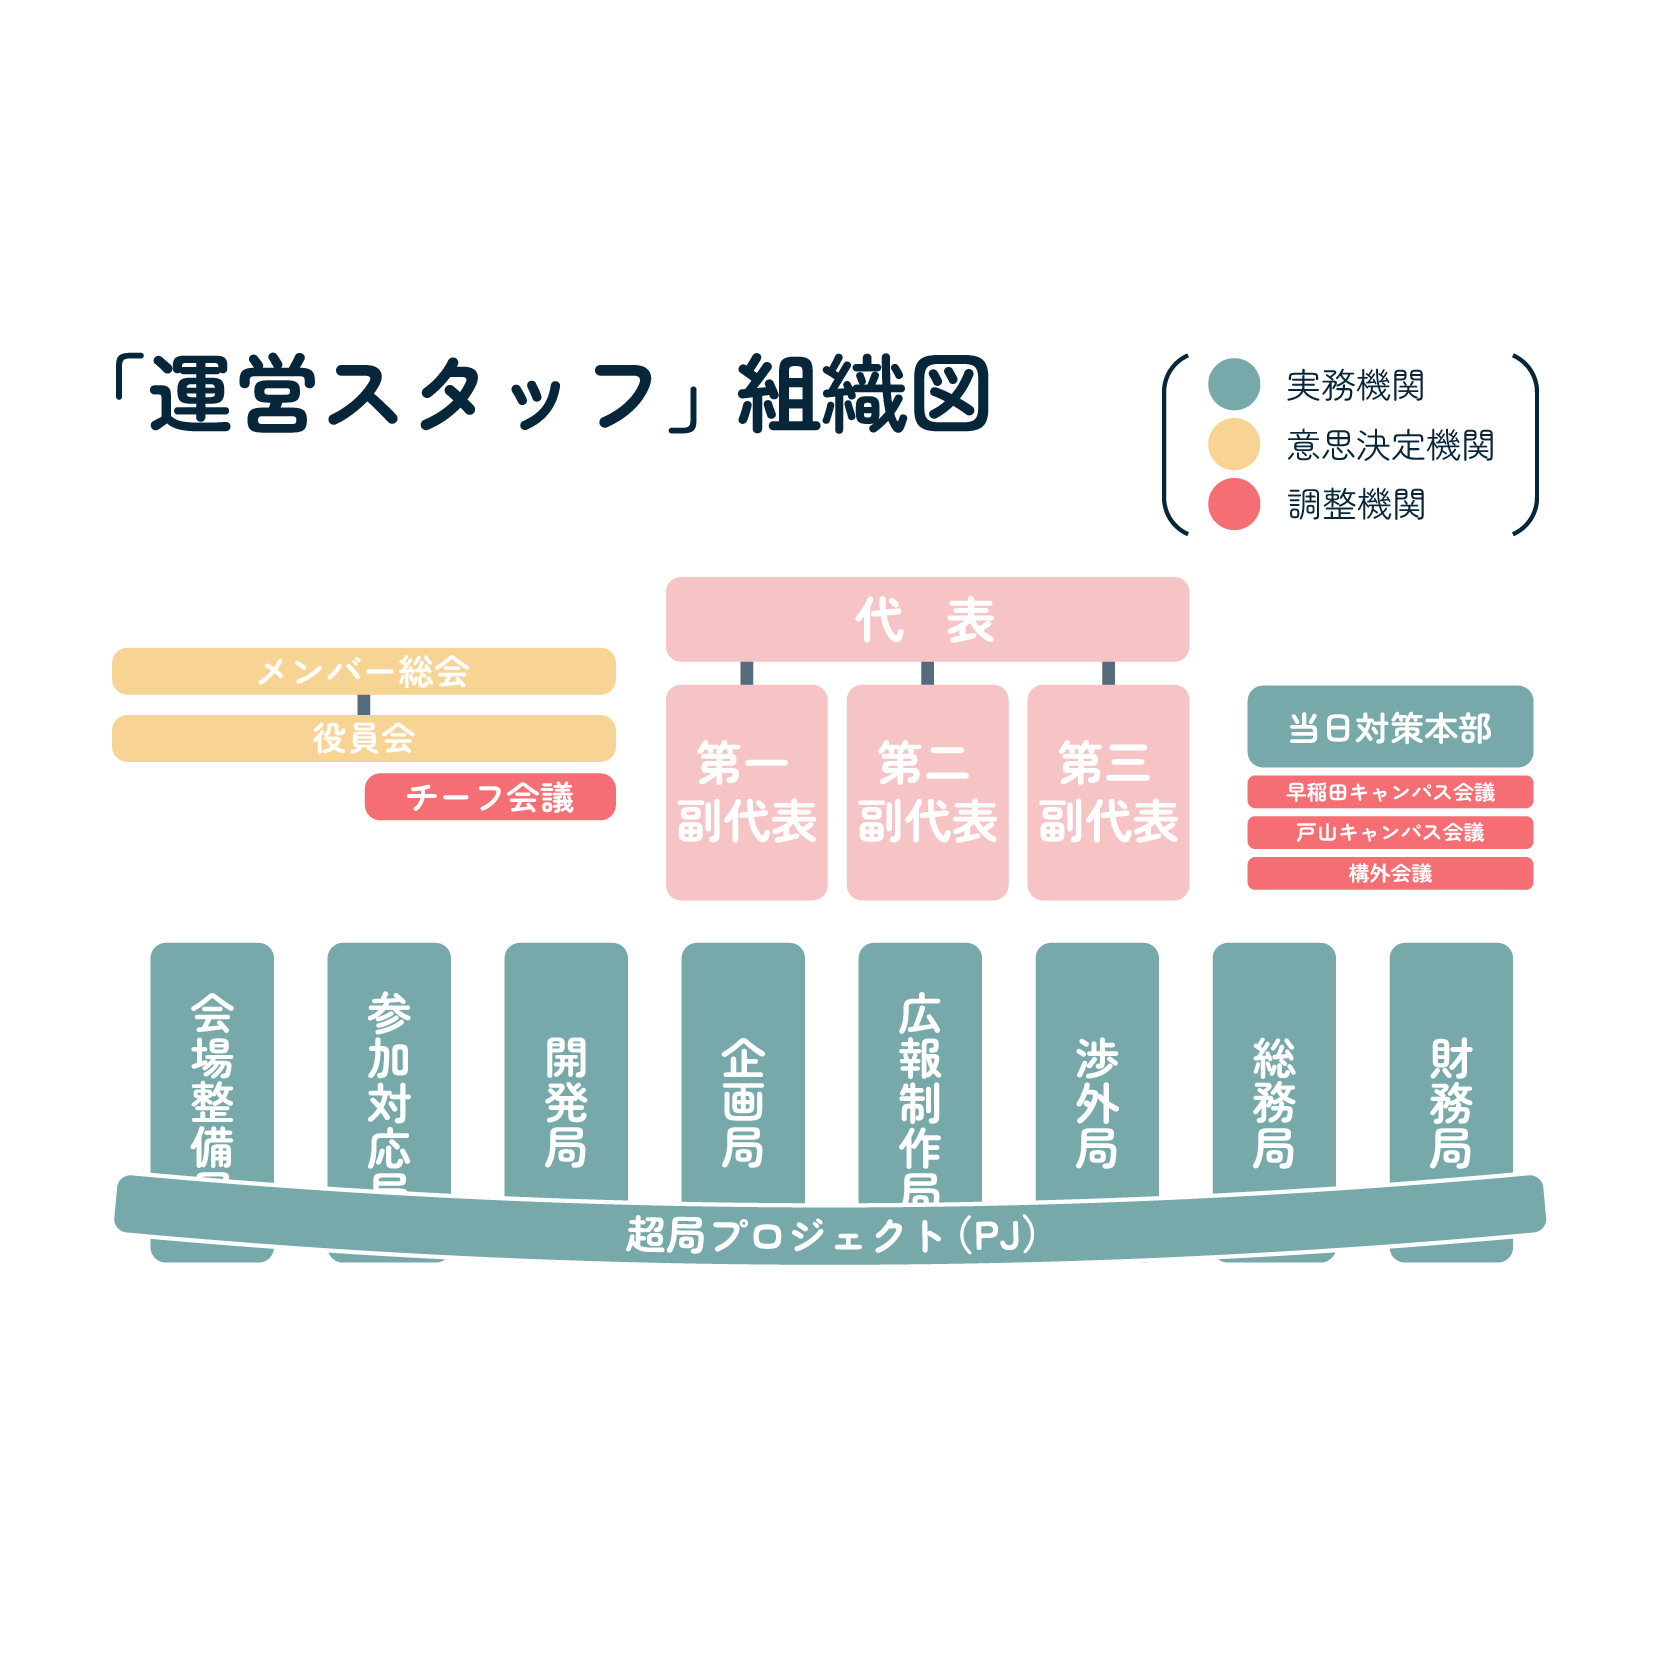 「運営スタッフ」組織図
実務機関
意思決定機関
調整機関
代　表
メンバー総会
役員会
チーフ会議
第一
副代表
第二
副代表
第三
副代表
当日対策本部
早稲田キャンパス会議
戸山キャンパス会議
構外会議
会場整備局
参加対応局
開発局
企画局
広報制作局
渉外局
総務局
財務局
超局プロジェクト(PJ)